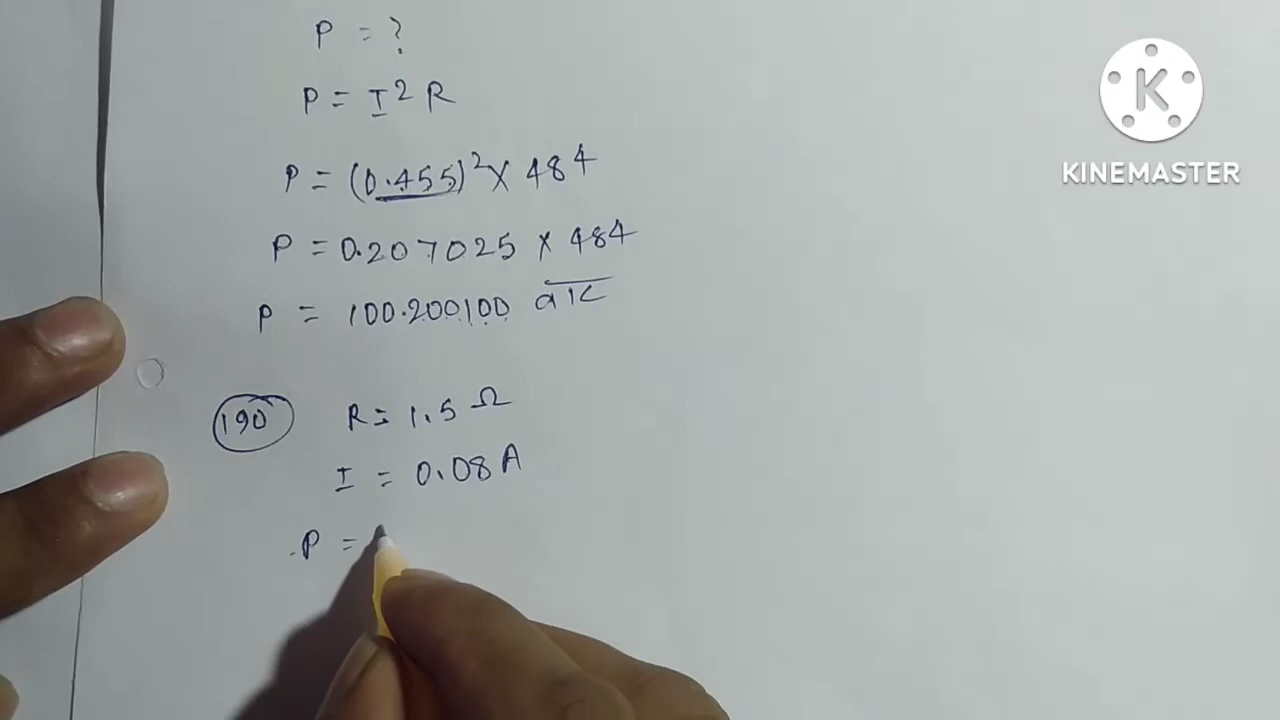 P = ?
P = I² R
P = (0.455)² X 484
P = 0.207025 X 484
P = 100.200100
190 R = 1.5 Ω
I = 0.08 A
P =
K
KINEMASTER